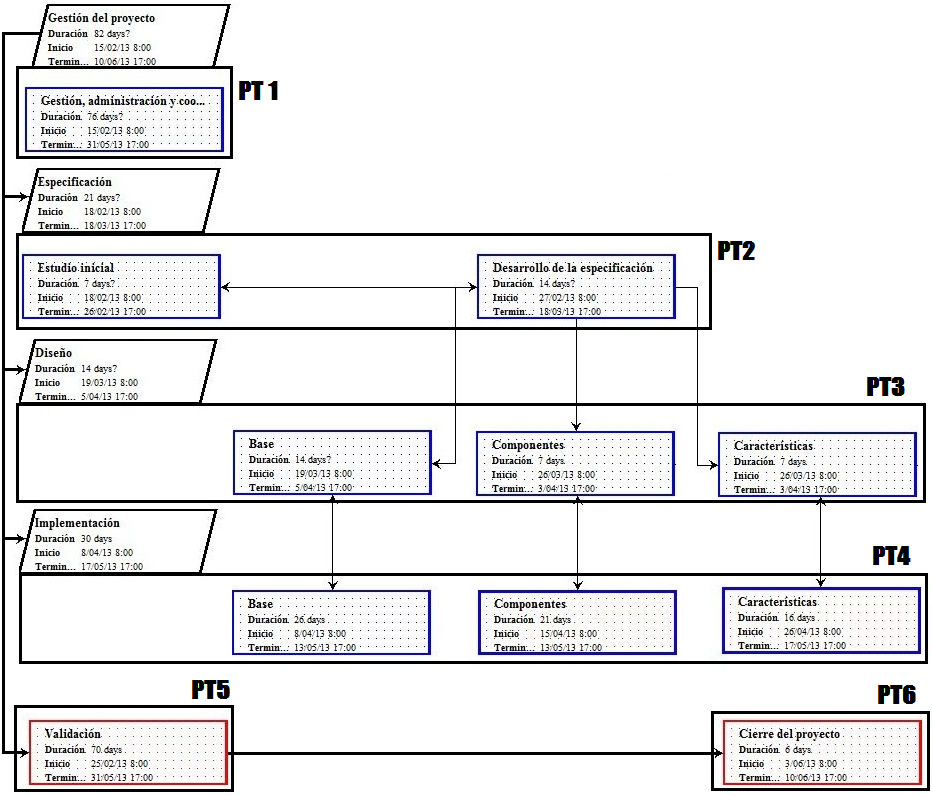 Gestión del proyecto
Duración 82 days?
Inicio 15/02/13 8:00
Termin... 10/06/13 17:00
PT 1
Gestión, administración y coo...
Duración 76 days?
Inicio 15/02/13 8:00
Termin... 31/05/13 17:00
Especificación
Duración 21 days?
Inicio 18/02/13 8:00
Termin... 18/03/13 17:00
PT2
Estudio inicial
Duración 7 days?
Inicio 18/02/13 8:00
Termin... 26/02/13 17:00
Desarrollo de la especificación
Duración 14 days?
Inicio 27/02/13 8:00
Termin... 18/03/13 17:00
Diseño
Duración 14 days?
Inicio 19/03/13 8:00
Termin... 5/04/13 17:00
PT3
Base
Duración 14 days?
Inicio 19/03/13 8:00
Termin... 5/04/13 17:00
Componentes
Duración 7 days
Inicio 26/03/13 8:00
Termin... 3/04/13 17:00
Características
Duración 7 days
Inicio 26/03/13 8:00
Termin... 3/04/13 17:00
Implementación
Duración 30 days
Inicio 8/04/13 8:00
Termin... 17/05/13 17:00
PT4
Base
Duración 26 days
Inicio 8/04/13 8:00
Termin... 13/05/13 17:00
Componentes
Duración 21 days
Inicio 15/04/13 8:00
Termin... 13/05/13 17:00
Características
Duración 16 days
Inicio 26/04/13 8:00
Termin... 17/05/13 17:00
PT5
Validación
Duración 70 days
Inicio 25/02/13 8:00
Termin... 31/05/13 17:00
PT6
Cierre del proyecto
Duración 6 days
Inicio 3/06/13 8:00
Termin... 10/06/13 17:00